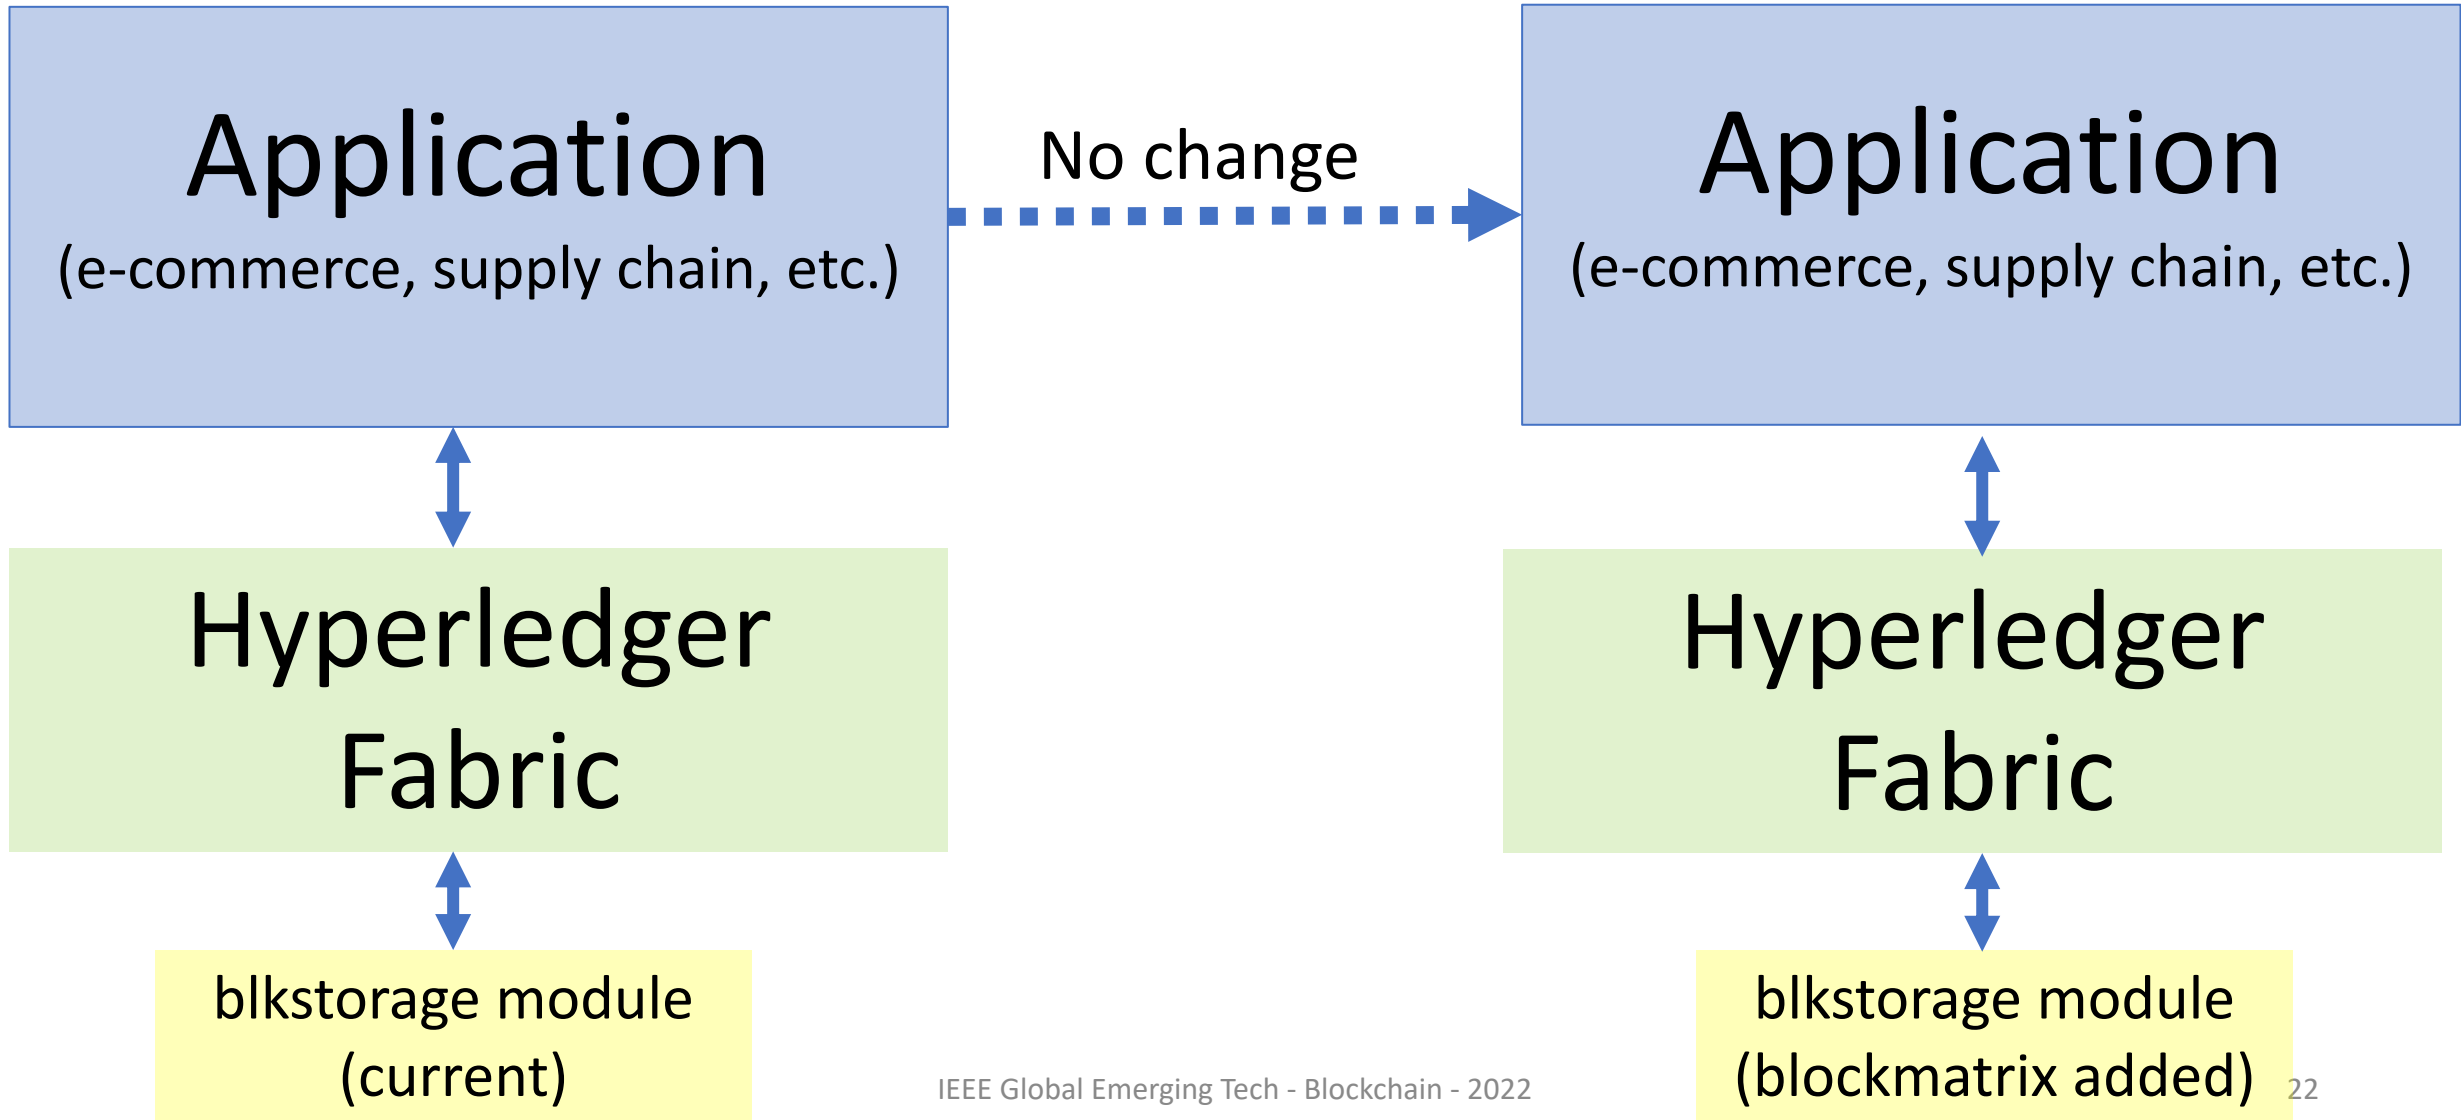 Application
(e-commerce, supply chain, etc.)
No change
Application
(e-commerce, supply chain, etc.)
Hyperledger
Fabric
Hyperledger
Fabric
blkstorage module
(current)
blkstorage module
(blockmatrix added)
IEEE Global Emerging Tech - Blockchain - 2022
22